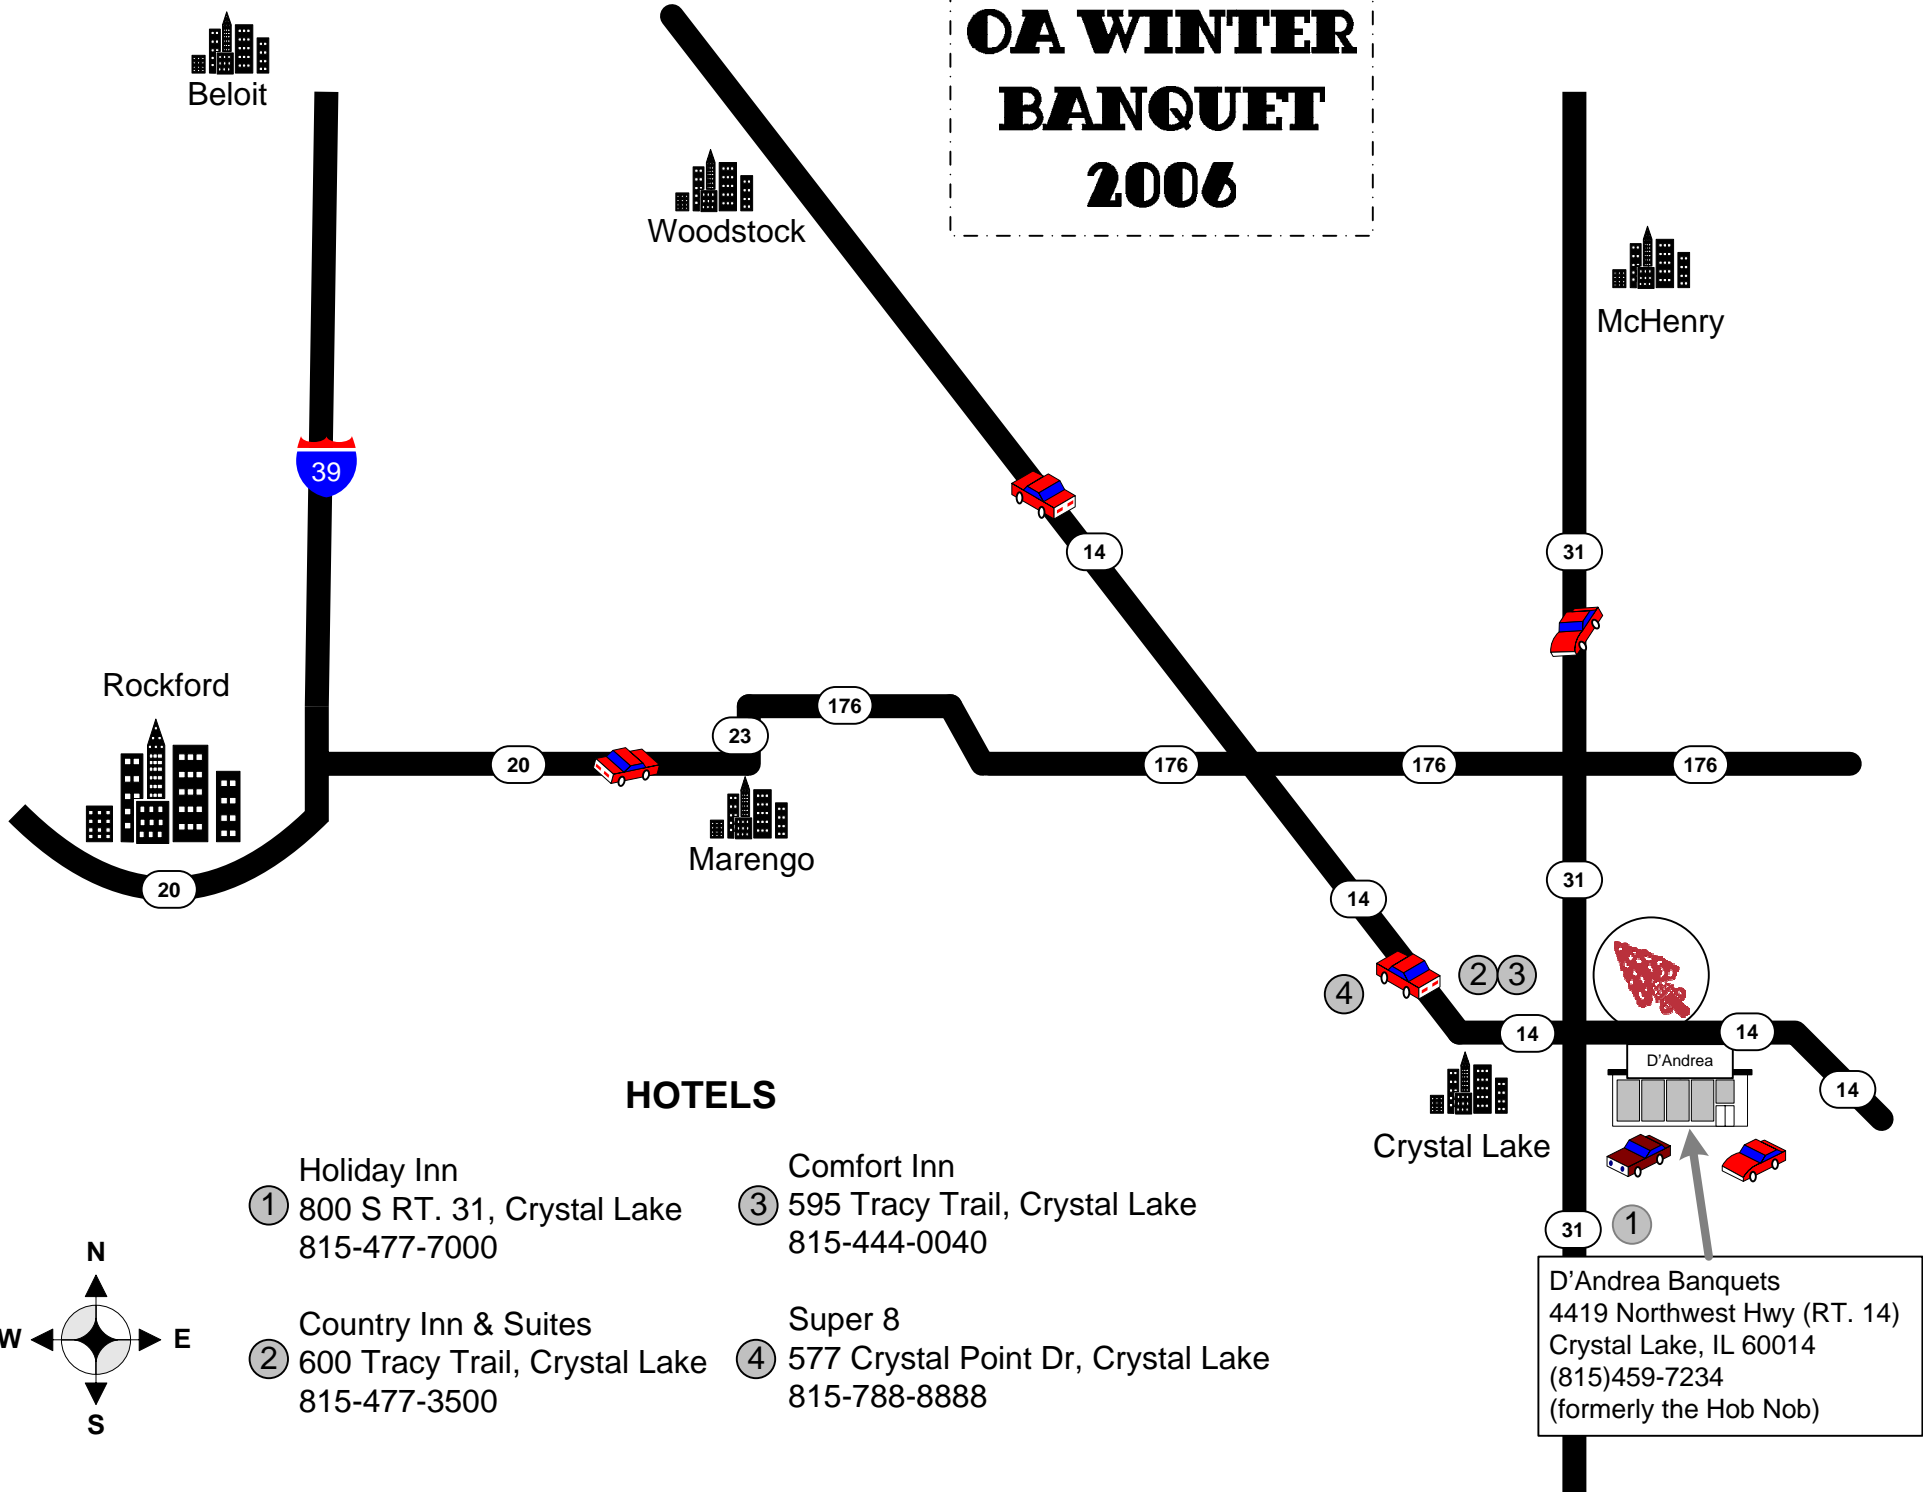 OA WINTER
BANQUET
2006
Beloit
Woodstock
McHenry
39
14
31
Rockford
176
23
20
176
176
176
Marengo
20
14
31
2
3
4
14
14
D'Andrea
14
Crystal Lake
HOTELS
1
Holiday Inn
800 S RT. 31, Crystal Lake
815-477-7000
3
Comfort Inn
595 Tracy Trail, Crystal Lake
815-444-0040
31
1
N
W
E
S
2
Country Inn & Suites
600 Tracy Trail, Crystal Lake
815-477-3500
4
Super 8
577 Crystal Point Dr, Crystal Lake
815-788-8888
D'Andrea Banquets
4419 Northwest Hwy (RT. 14)
Crystal Lake, IL 60014
(815)459-7234
(formerly the Hob Nob)